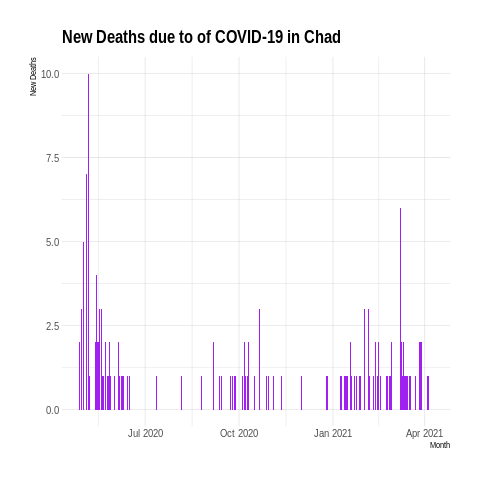 New Deaths due to of COVID-19 in Chad
New Deaths
10.0
7.5
5.0
2.5
0.0
Jul 2020
Oct 2020
Jan 2021
Apr 2021
Month